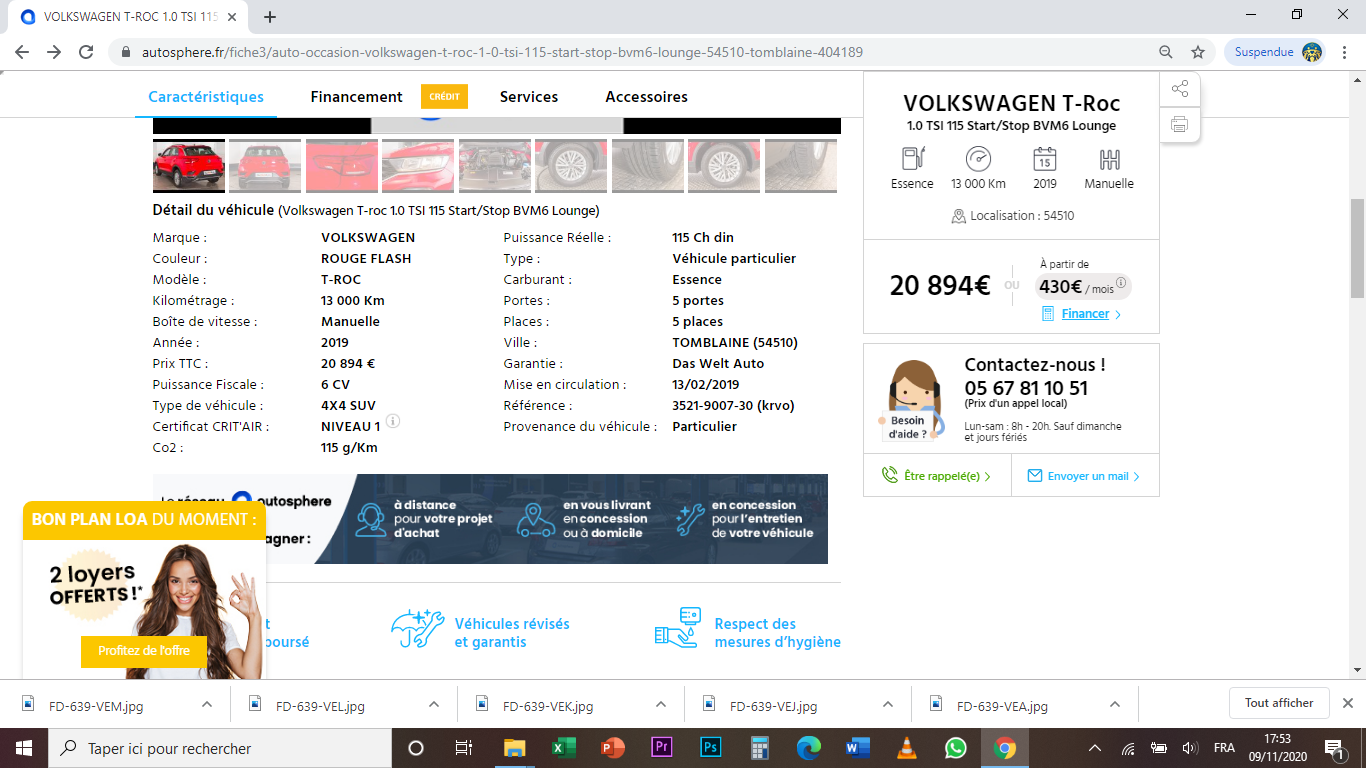 VOLKSWAGEN T-ROC 1.0 TSI 115
autosphere.fr/fiche3/auto-occasion-volkswagen-t-roc-1-0-tsi-115-start-stop-bvm6-lounge-54510-tomblaine-404189
Suspendue
Caractéristiques Financement CRÉDIT Services Accessoires
Détail du véhicule (Volkswagen T-roc 1.0 TSI 115 Start/Stop BVM6 Lounge)
Marque : VOLKSWAGEN Puissance Réelle : 115 Ch din
Couleur : ROUGE FLASH Type : Véhicule particulier
Modèle : T-ROC Carburant : Essence
Kilométrage : 13 000 Km Portes : 5 portes
Boîte de vitesse : Manuelle Places : 5 places
Année : 2019 Ville : TOMBLAINE (54510)
Prix TTC : 20 894 € Garantie : Das Welt Auto
Puissance Fiscale : 6 CV Mise en circulation : 13/02/2019
Type de véhicule : 4X4 SUV Référence : 3521-9007-30 (krvo)
Certificat CRIT'AIR : NIVEAU 1 Provenance du véhicule : Particulier
Co2 : 115 g/Km
VOLKSWAGEN T-Roc
1.0 TSI 115 Start/Stop BVM6 Lounge
15
Essence 13 000 Km 2019 Manuelle
Localisation : 54510
20 894€ OU À partir de
430€ / mois
Financer
Contactez-nous !
05 67 81 10 51
(Prix d'un appel local)
Lun-sam : 8h - 20h. Sauf dimanche
et jours fériés
Besoin
d'aide ?
Être rappelé(e) Envoyer un mail
autosphere
agner :
à distance
pour votre projet
d'achat
en vous livrant
en concession
ou à domicile
en concession
pour l'entretien
de votre véhicule
BON PLAN LOA DU MOMENT :
2 loyers
OFFERTS !*
Profitez de l'offre
t
boursé
Véhicules révisés
et garantis
Respect des
mesures d'hygiène
FD-639-VEM.jpg FD-639-VEL.jpg FD-639-VEK.jpg FD-639-VEJ.jpg FD-639-VEA.jpg Tout afficher
Taper ici pour rechercher
FRA
17:53
09/11/2020
1